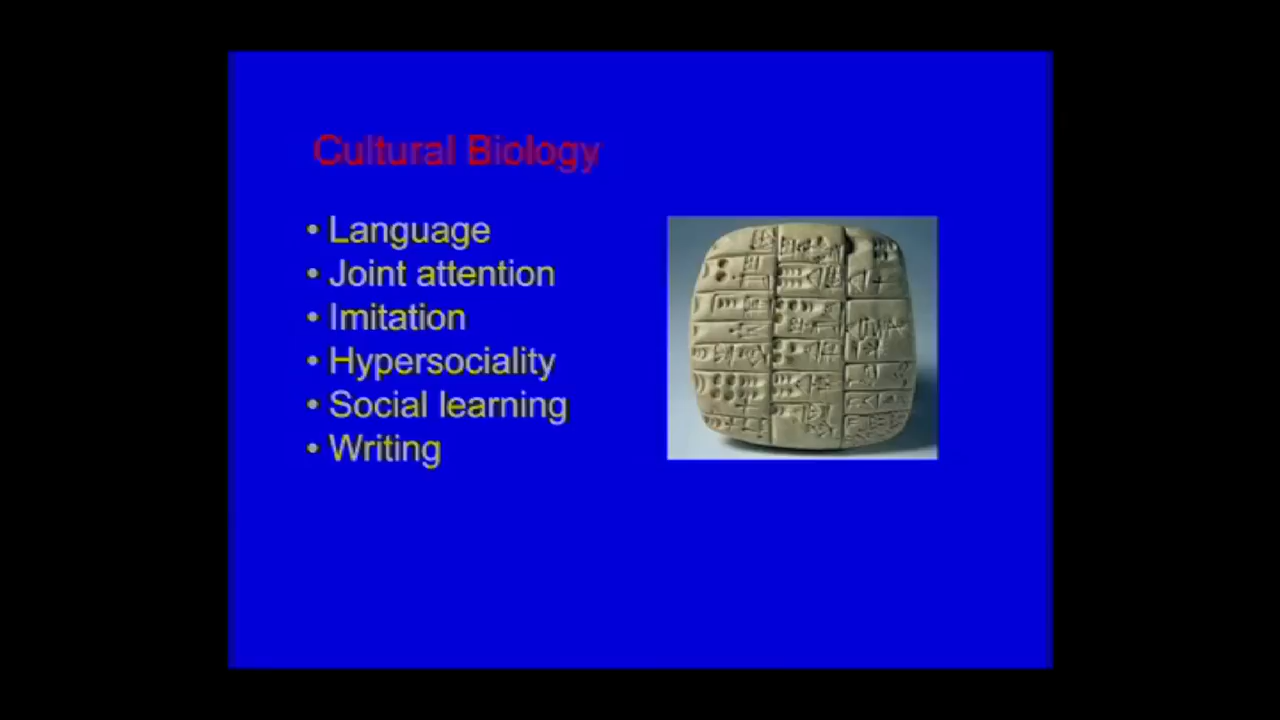 Cultural Biology
• Language
• Joint attention
• Imitation
• Hypersociality
• Social learning
• Writing